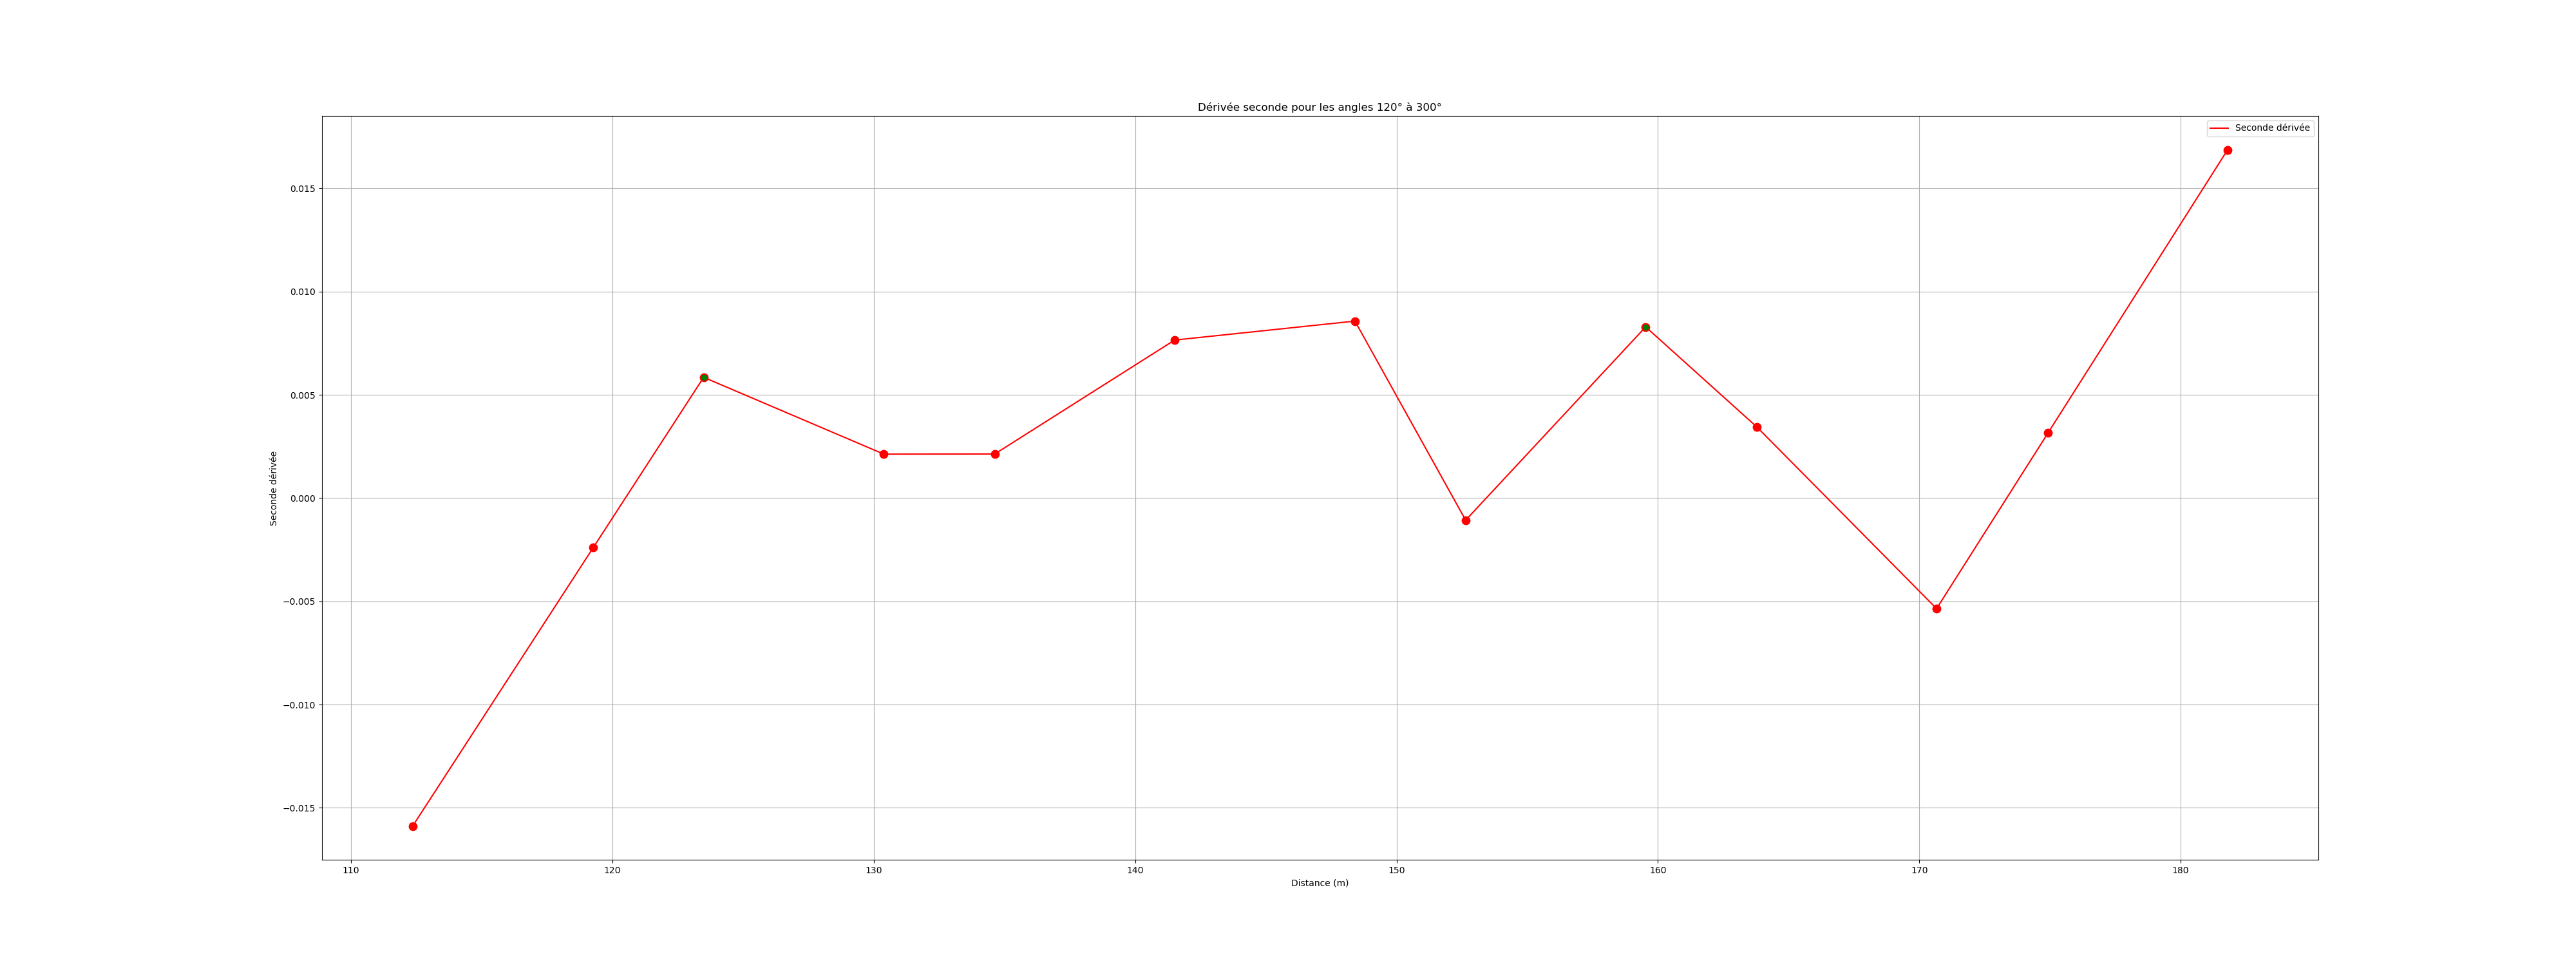 Dérivée seconde pour les angles 120° à 300°
Seconde dérivée
0.015
0.010
0.005
0.000
−0.005
−0.010
−0.015
Seconde dérivée
110 120 130 140 150 160 170 180
Distance (m)